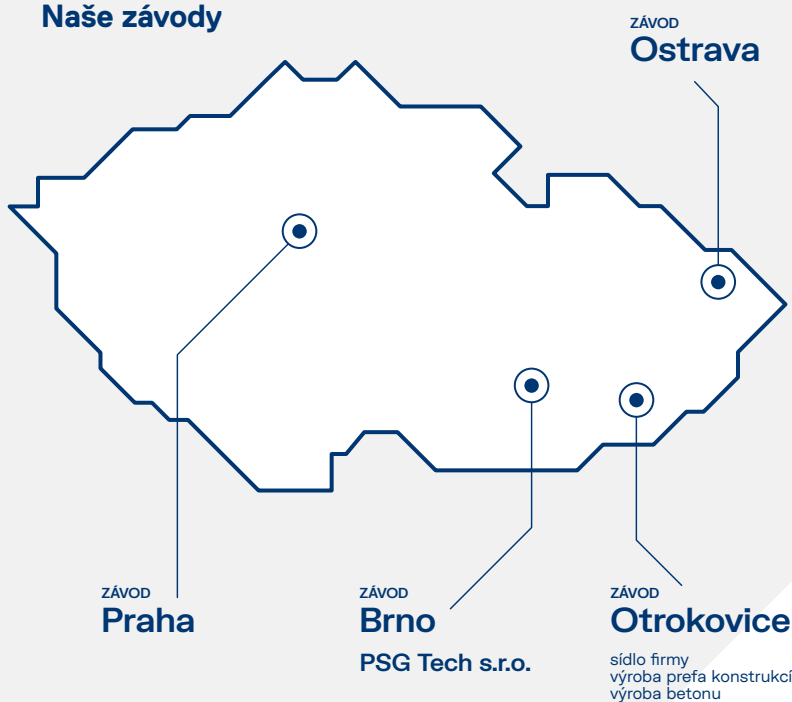 Naše závody
ZÁVOD
Ostrava
ZÁVOD
Praha
ZÁVOD
Brno
PSG Tech s.r.o.
ZÁVOD
Otrokovice
sídlo firmy
výroba prefa konstrukcí
výroba betonu